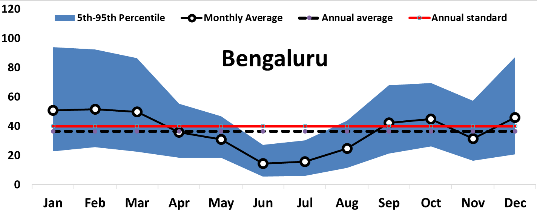 120
5th-95th Percentile Monthly Average Annual average Annual standard
100
Bengaluru
80
60
40
20
0
Jan Feb Mar Apr May Jun Jul Aug Sep Oct Nov Dec